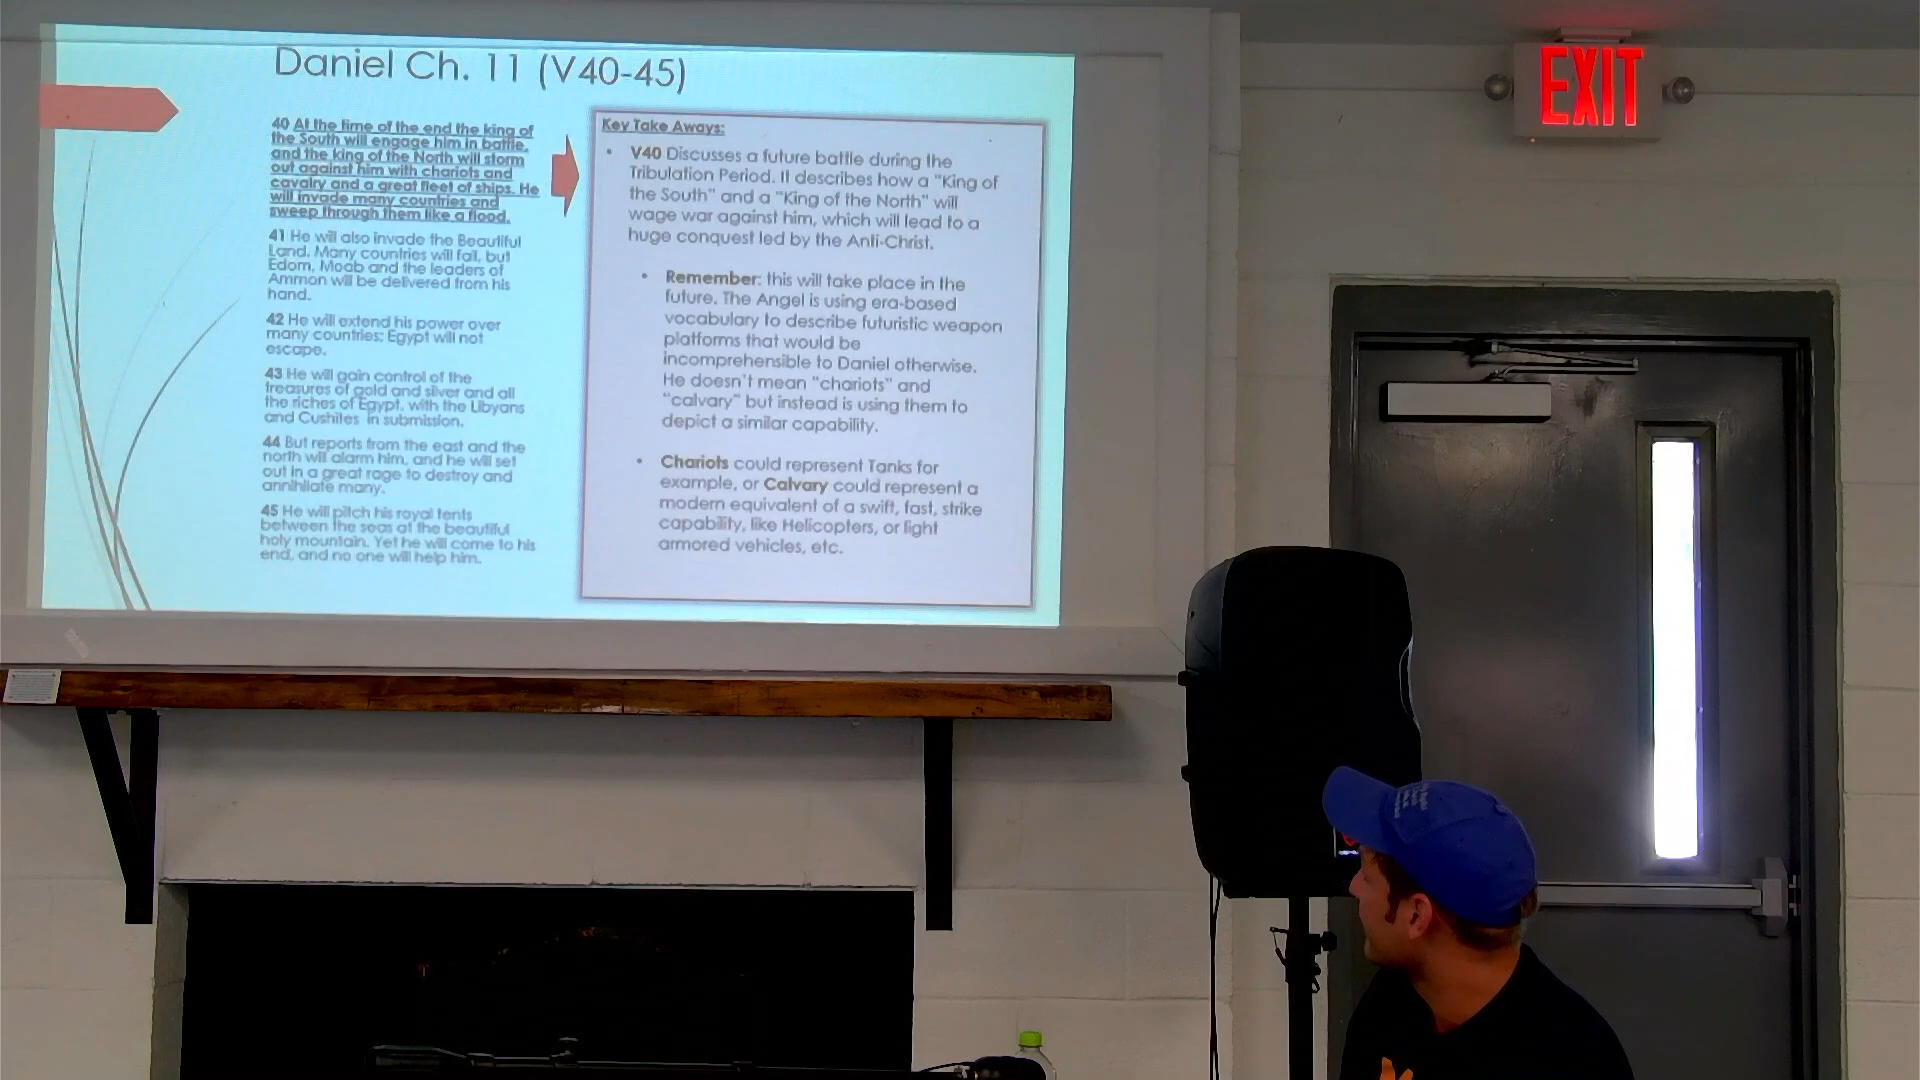 Daniel Ch. 11 (V40-45)
40 At the time of the end the king of
the South will engage him in battle,
and the king of the North will storm
out against him with chariots and
cavalry and a great fleet of ships. He
will invade many countries and
sweep through them like a flood.
41 He will also invade the Beautiful
Land. Many countries will fall, but
Edom, Moab and the leaders of
Ammon will be delivered from his
hand.
42 He will extend his power over
many countries; Egypt will not
escape.
43 He will gain control of the
treasures of gold and silver and all
the riches of Egypt, with the Libyans
and Cushites in submission.
44 But reports from the east and the
north will alarm him, and he will set
out in a great rage to destroy and
annihilate many.
45 He will pitch his royal tents
between the seas at the beautiful
holy mountain. Yet he will come to his
end, and no one will help him.
Key Take Aways:
• V40 Discusses a future battle during the
Tribulation Period. It describes how a "King of
the South" and a "King of the North" will
wage war against him, which will lead to a
huge conquest led by the Anti-Christ.
• Remember: this will take place in the
future. The Angel is using era-based
vocabulary to describe futuristic weapon
platforms that would be
incomprehensible to Daniel otherwise.
He doesn't mean "chariots" and
"calvary" but instead is using them to
depict a similar capability.
• Chariots could represent Tanks for
example, or Calvary could represent a
modern equivalent of a swift, fast, strike
capability, like Helicopters, or light
armored vehicles, etc.
EXIT